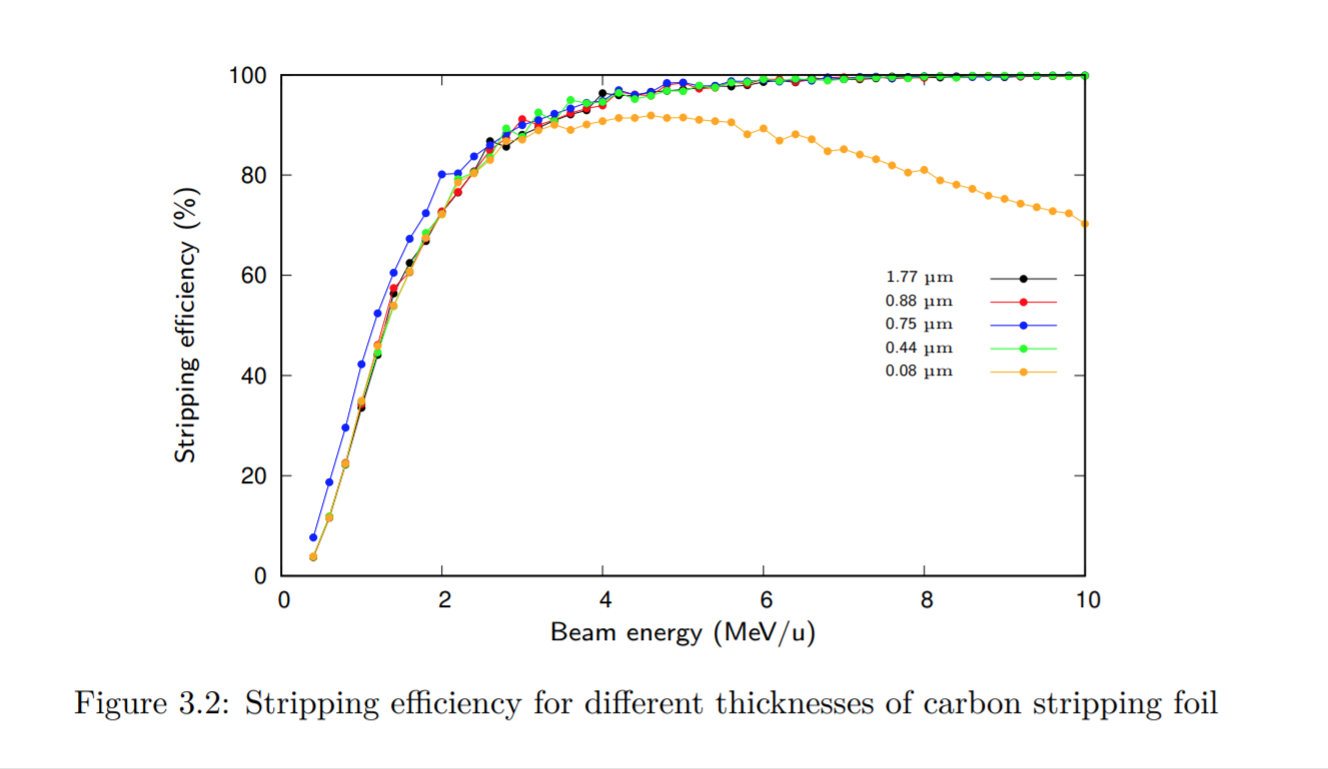 100
80
60
40
20
0
Stripping efficiency (%)
1.77 µm
0.88 µm
0.75 µm
0.44 µm
0.08 µm
0 2 4 6 8 10
Beam energy (MeV/u)
Figure 3.2: Stripping efficiency for different thicknesses of carbon stripping foil